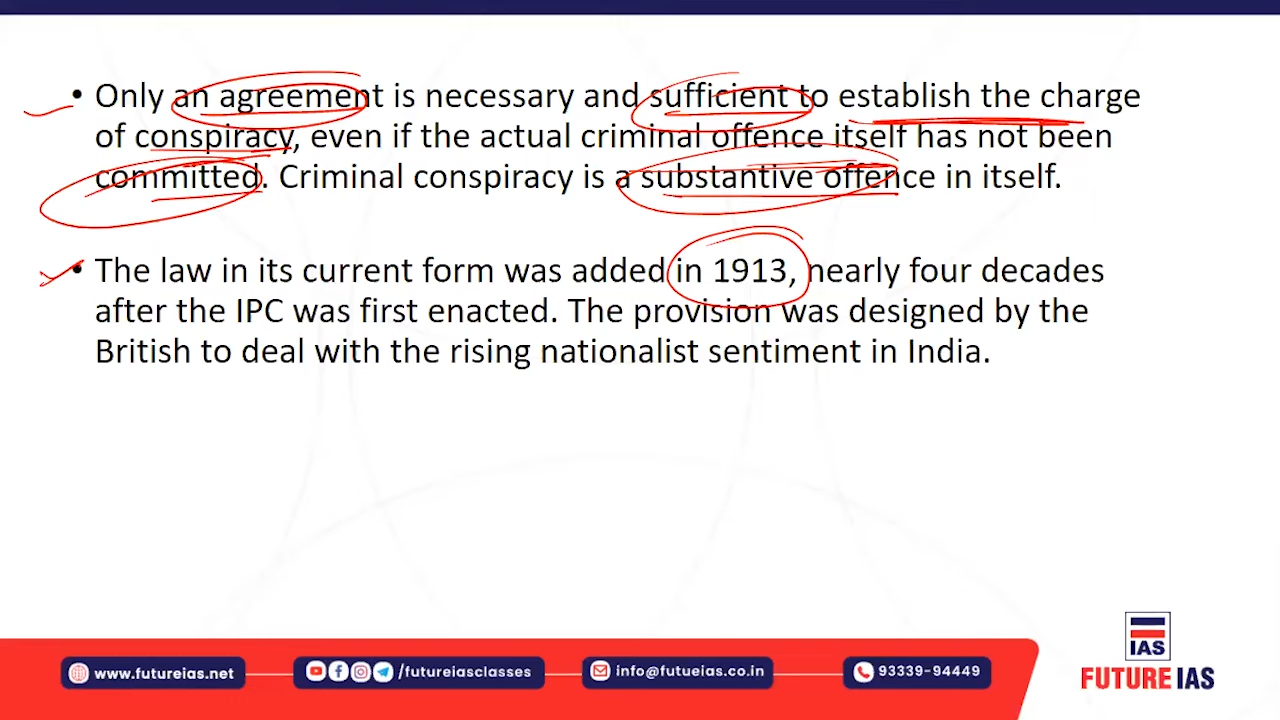 • Only an agreement is necessary and sufficient to establish the charge
of conspiracy, even if the actual criminal offence itself has not been
committed. Criminal conspiracy is a substantive offence in itself.
• The law in its current form was added in 1913, nearly four decades
after the IPC was first enacted. The provision was designed by the
British to deal with the rising nationalist sentiment in India.
IAS
FUTURE IAS
www.futureias.net
/futureiasclasses
info@futueias.co.in
93339-94449